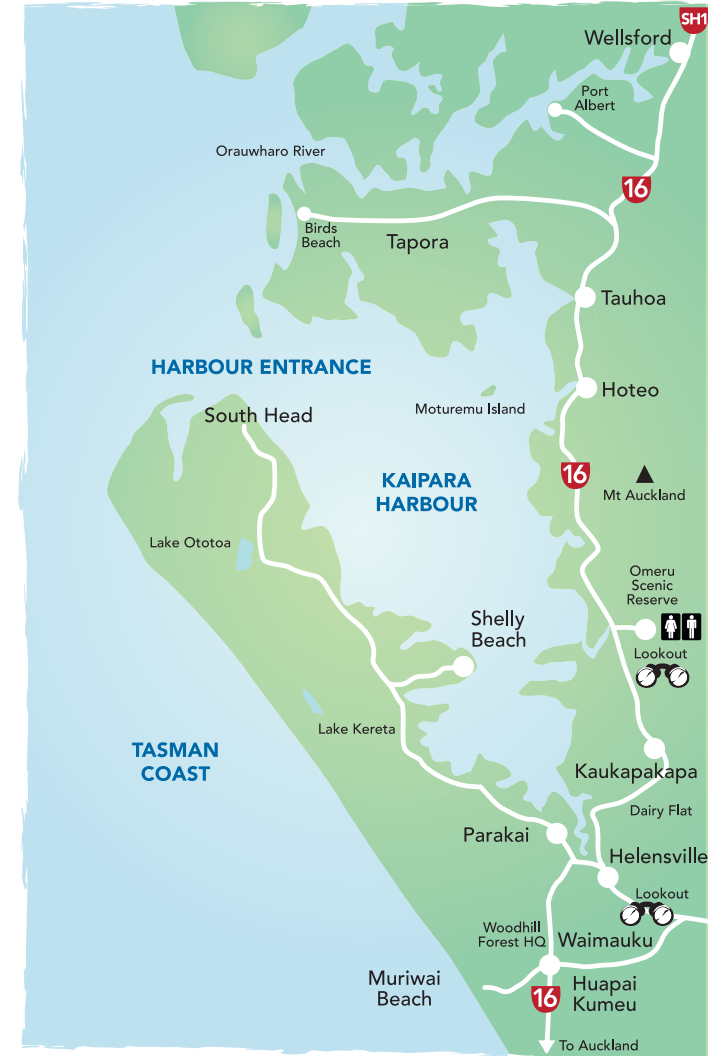 SH1
Wellsford
Port
Albert
Orauwharo River
16
Birds
Beach
Tapora
Tauhoa
HARBOUR ENTRANCE
Hoteo
South Head
Moturemu Island
KAIPARA
HARBOUR
16
Mt Auckland
Lake Ototoa
Omeru
Scenic
Reserve
Shelly
Beach
Lookout
Lake Kereta
TASMAN
COAST
Kaukapakapa
Dairy Flat
Parakai
Helensville
Lookout
Woodhill
Forest HQ
Waimauku
Muriwai
Beach
Huapai
Kumeu
16
To Auckland